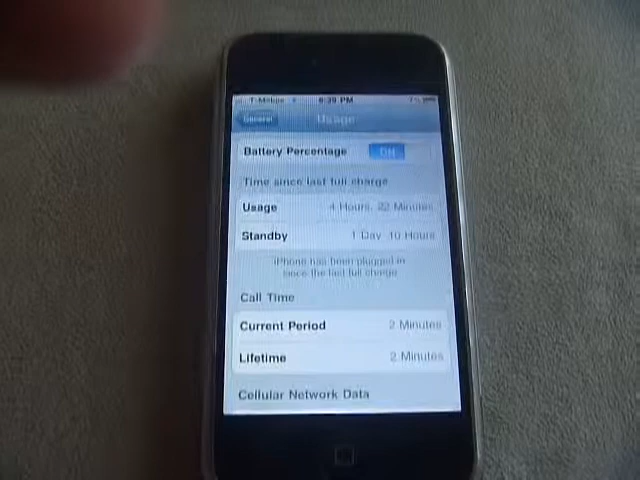 T-Mobile 6:39 PM
General Usage
Battery Percentage ON
Time since last full charge
Usage 4 Hours, 22 Minutes
Standby 1 Day, 10 Hours
iPhone has been plugged in
since the last full charge
Call Time
Current Period 2 Minutes
Lifetime 2 Minutes
Cellular Network Data